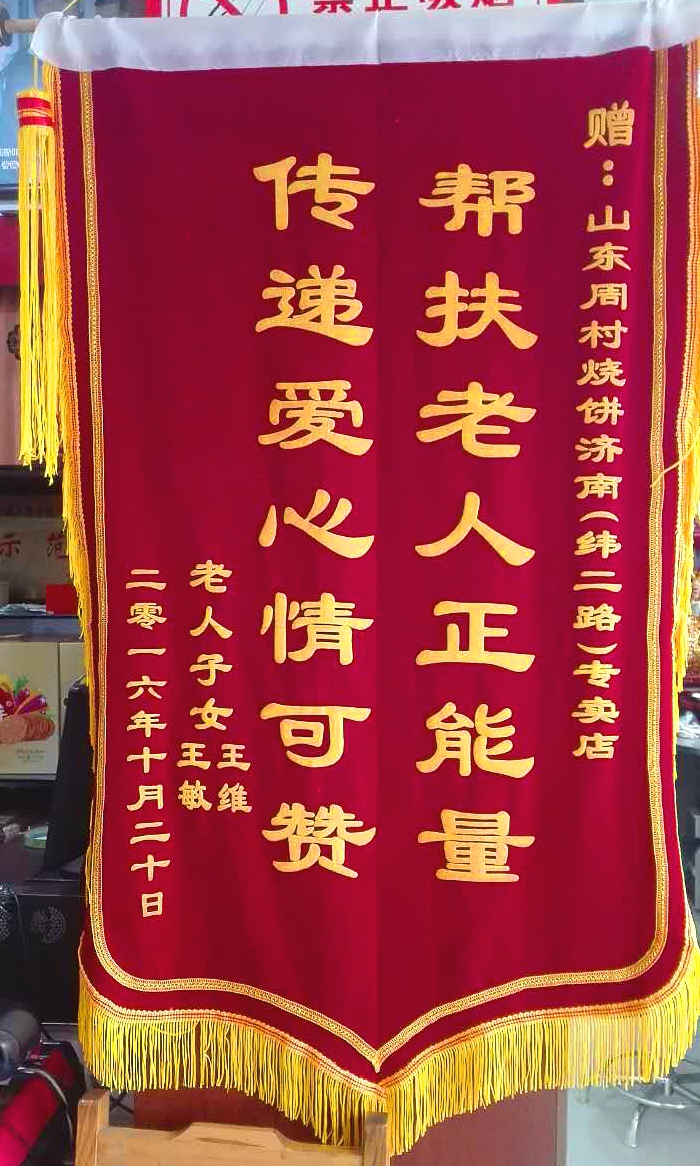 赠：山东周村烧饼济南（纬二路）专卖店
帮扶老人正能量
传递爱心情可赞
老人子女王维
王敏
二零一六年十月二十日